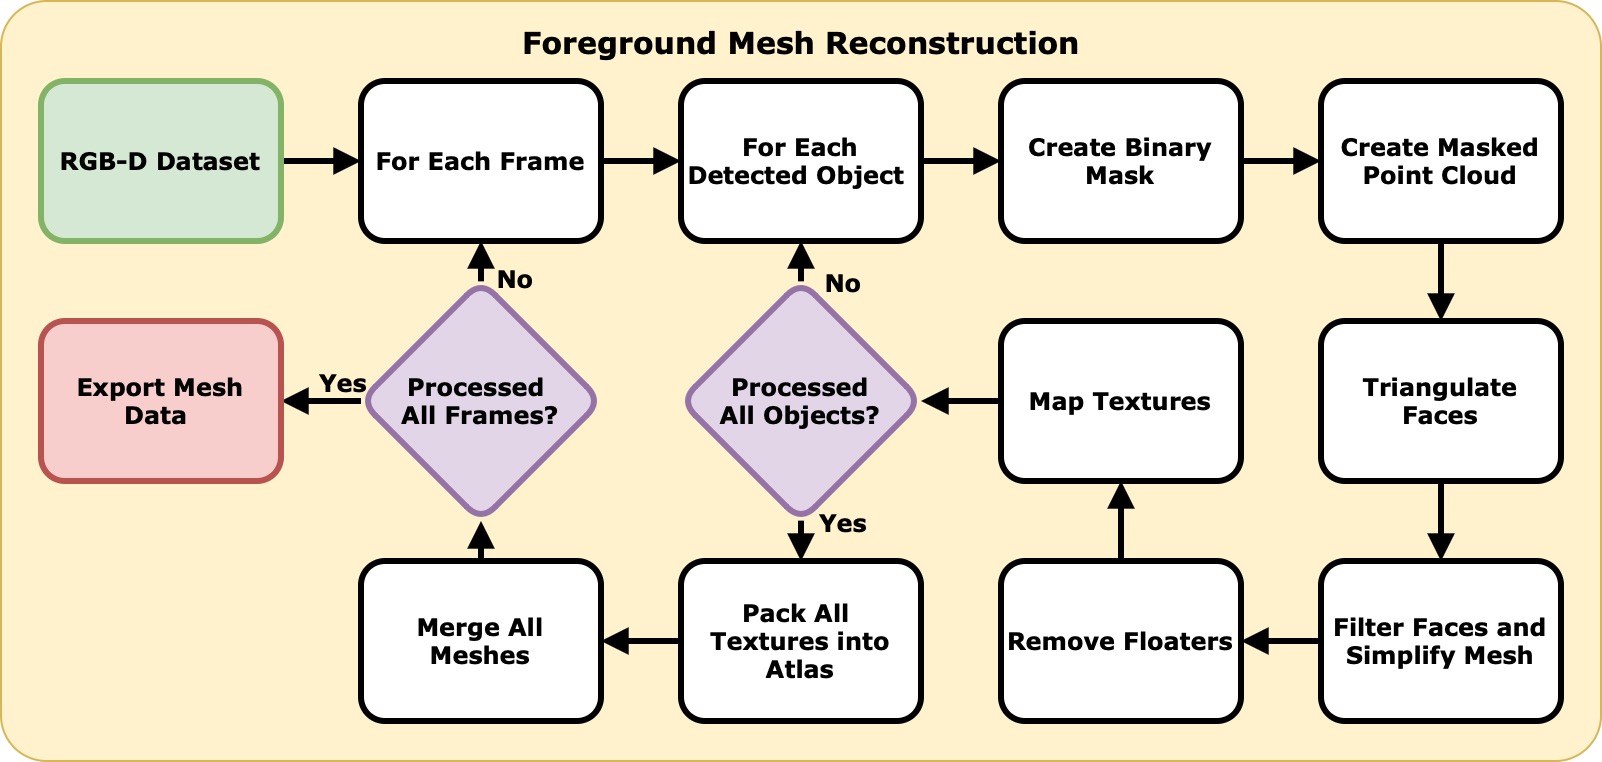 Foreground Mesh Reconstruction
RGB-D Dataset
For Each Frame
For Each
Detected Object
Create Binary
Mask
Create Masked
Point Cloud
No
No
Export Mesh
Data
Yes
Processed
All Frames?
Processed
All Objects?
Map Textures
Triangulate
Faces
Yes
Merge All
Meshes
Pack All
Textures into
Atlas
Remove Floaters
Filter Faces and
Simplify Mesh